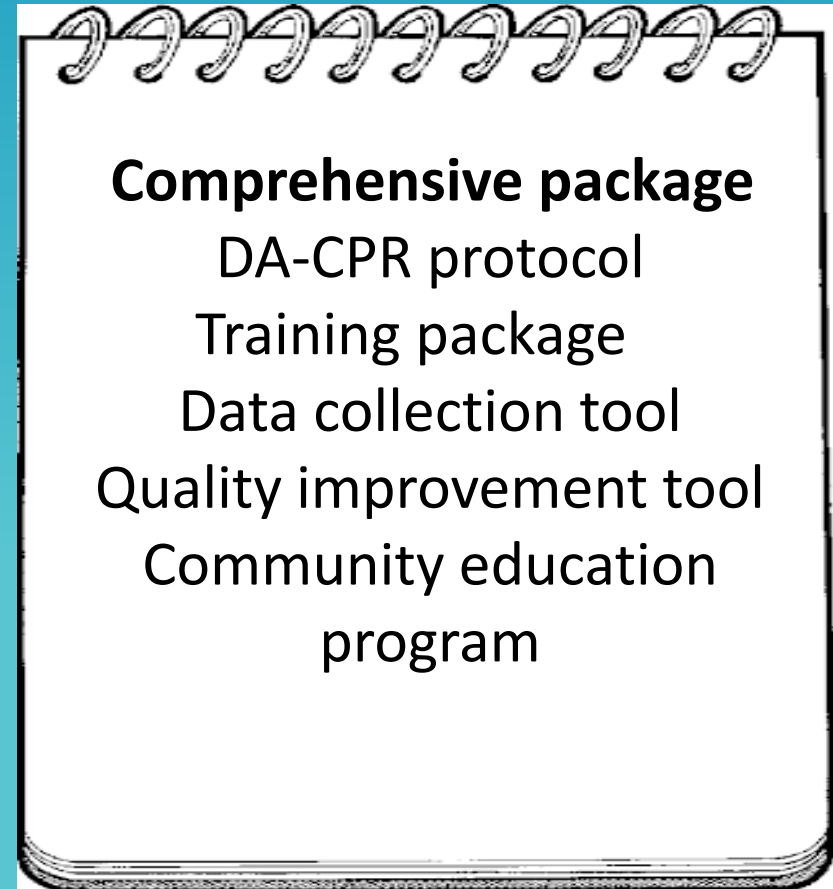 Comprehensive package
DA-CPR protocol
Training package
Data collection tool
Quality improvement tool
Community education
program